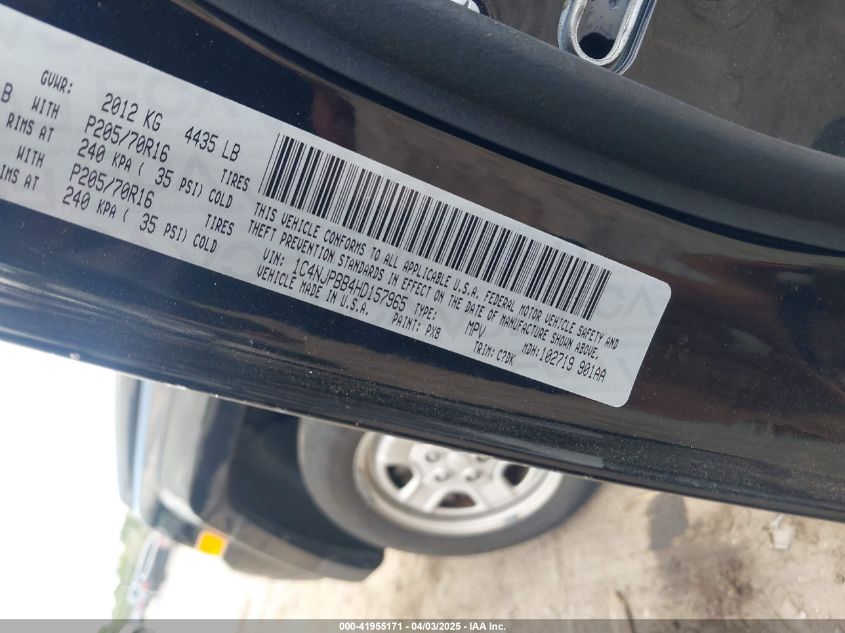 GVWR: 2012 KG 4435 LB
B WITH P205/70R16 TIRES
RIMS AT 240 KPA ( 35 PSI) COLD
WITH P205/70R16 TIRES
RIMS AT 240 KPA ( 35 PSI) COLD
THIS VEHICLE CONFORMS TO ALL APPLICABLE U.S.A. FEDERAL MOTOR VEHICLE SAFETY AND
THEFT PREVENTION STANDARDS IN EFFECT ON THE DATE OF MANUFACTURE SHOWN ABOVE.
VIN: 1C4NJPBB4HD157965 TYPE: MPV MDH:102719 901AA
VEHICLE MADE IN U.S.A. PAINT: PX8 TRIM: C7DK
000-41955171 - 04/03/2025 - IAA Inc.